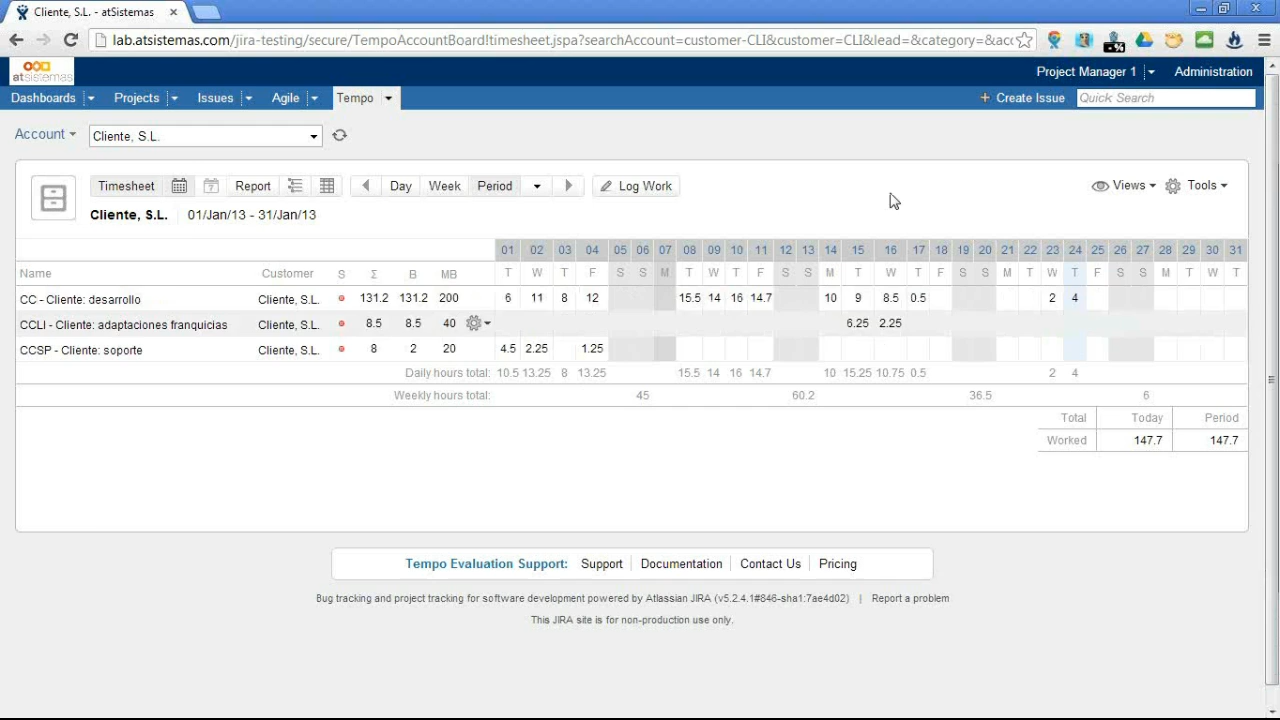 Cliente, S.L. - atSistemas
lab.atsistemas.com/jira-testing/secure/TempoAccountBoard!timesheet.jspa?searchAccount=customer-CLI&customer=CLI&lead=&category=&acc
atsistemas
Project Manager 1 Administration
Dashboards Projects Issues Agile Tempo + Create Issue Quick Search
Account Cliente, S.L.
Timesheet 7 Report Day Week Period Log Work Views Tools
Cliente, S.L. 01/Jan/13 - 31/Jan/13
01 02 03 04 05 06 07 08 09 10 11 12 13 14 15 16 17 18 19 20 21 22 23 24 25 26 27 28 29 30 31
Name Customer S Σ B MB T W T F S S M T W T F S S M T W T F S S M T W T F S S M T W T
CC - Cliente: desarrollo Cliente, S.L. 131.2 131.2 200 6 11 8 12 15.5 14 16 14.7 10 9 8.5 0.5 2 4
CCLI - Cliente: adaptaciones franquicias Cliente, S.L. 8.5 8.5 40 6.25 2.25
CCSP - Cliente: soporte Cliente, S.L. 8 2 20 4.5 2.25 1.25
Daily hours total: 10.5 13.25 8 13.25 15.5 14 16 14.7 10 15.25 10.75 0.5 2 4
Weekly hours total: 45 60.2 36.5 6
Total Today Period
Worked 147.7 147.7
Tempo Evaluation Support: Support Documentation Contact Us Pricing
Bug tracking and project tracking for software development powered by Atlassian JIRA (v5.2.4.1#846-sha1:7ae4d02) | Report a problem
This JIRA site is for non-production use only.